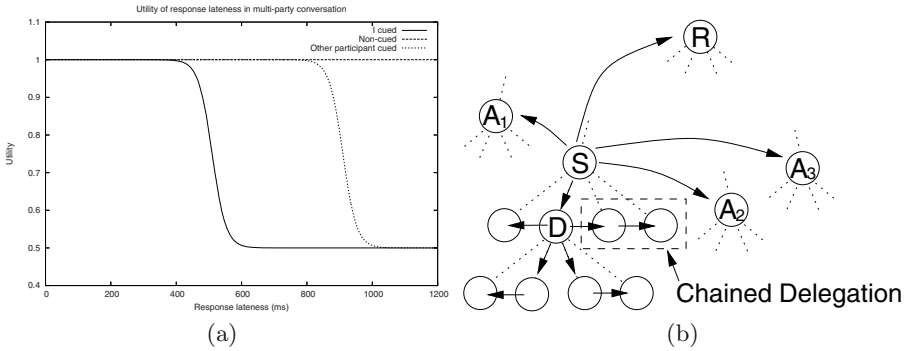 Utility of response lateness in multi-party conversation
1.1
1
0.9
0.8
0.7
0.6
0.5
0.4
Utility
I cued
Non-cued
Other participant cued
0
200
400
600
800
1000
1200
Response lateness (ms)
(a)
R
A1
S
A3
A2
D
Chained Delegation
(b)